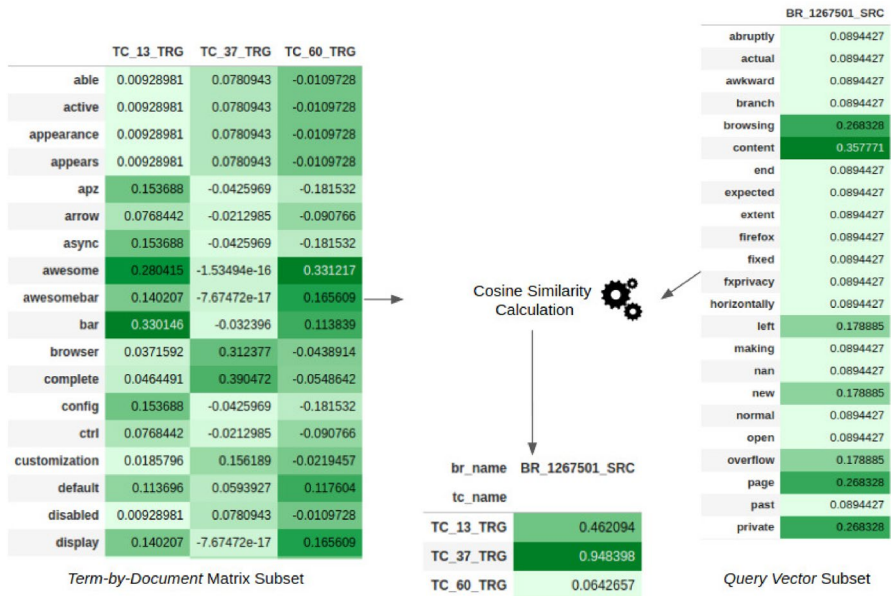 TC_13_TRG TC_37_TRG TC_60_TRG
able 0.00928981 0.0780943 -0.0109728
active 0.00928981 0.0780943 -0.0109728
appearance 0.00928981 0.0780943 -0.0109728
appears 0.00928981 0.0780943 -0.0109728
apz 0.153688 -0.0425969 -0.181532
arrow 0.0768442 -0.0212985 -0.090766
async 0.153688 -0.0425969 -0.181532
awesome 0.280415 -1.53494e-16 0.331217
awesomebar 0.140207 -7.67472e-17 0.165609
bar 0.330146 -0.032396 0.113839
browser 0.0371592 0.312377 -0.0438914
complete 0.0464491 0.390472 -0.0548642
config 0.153688 -0.0425969 -0.181532
ctrl 0.0768442 -0.0212985 -0.090766
customization 0.0185796 0.156189 -0.0219457
default 0.113696 0.0593927 0.117604
disabled 0.00928981 0.0780943 -0.0109728
display 0.140207 -7.67472e-17 0.165609
Term-by-Document Matrix Subset
Cosine Similarity
Calculation
br_name BR_1267501_SRC
tc_name
TC_13_TRG 0.462094
TC_37_TRG 0.948398
TC_60_TRG 0.0642657
BR_1267501_SRC
abruptly 0.0894427
actual 0.0894427
awkward 0.0894427
branch 0.0894427
browsing 0.268328
content 0.357771
end 0.0894427
expected 0.0894427
extent 0.0894427
firefox 0.0894427
fixed 0.0894427
fxprivacy 0.0894427
horizontally 0.0894427
left 0.178885
making 0.0894427
nan 0.0894427
new 0.178885
normal 0.0894427
open 0.0894427
overflow 0.178885
page 0.268328
past 0.0894427
private 0.268328
Query Vector Subset